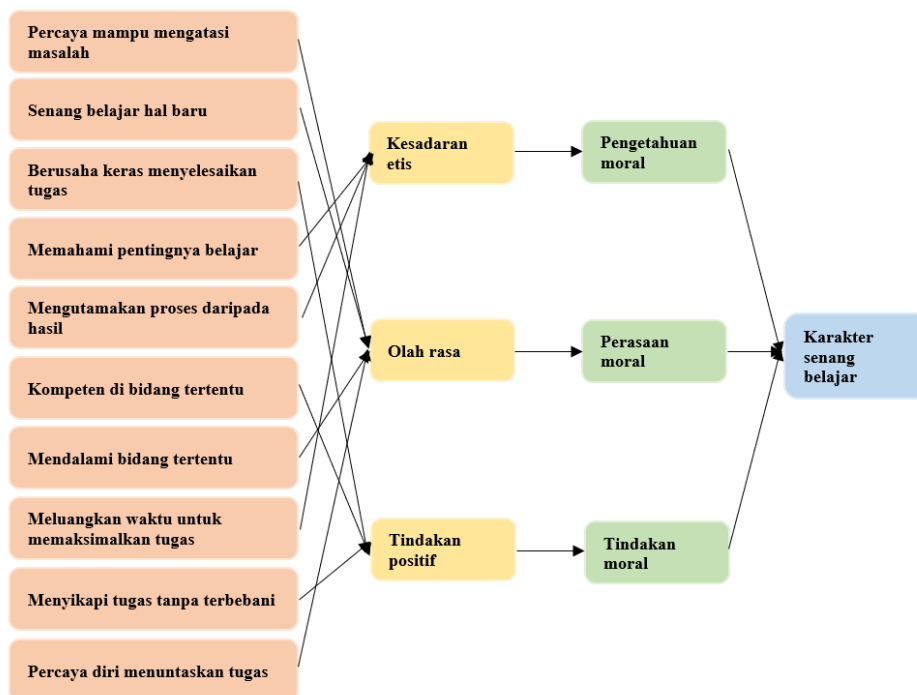 Percaya mampu mengatasi
masalah
Senang belajar hal baru
Berusaha keras menyelesaikan
tugas
Memahami pentingnya belajar
Mengutamakan proses daripada
hasil
Kompeten di bidang tertentu
Mendalami bidang tertentu
Meluangkan waktu untuk
memaksimalkan tugas
Menyikapi tugas tanpa terbebani
Percaya diri menuntaskan tugas
Kesadaran
etis
Olah rasa
Tindakan
positif
Pengetahuan
moral
Perasaan
moral
Tindakan
moral
Karakter
senang
belajar